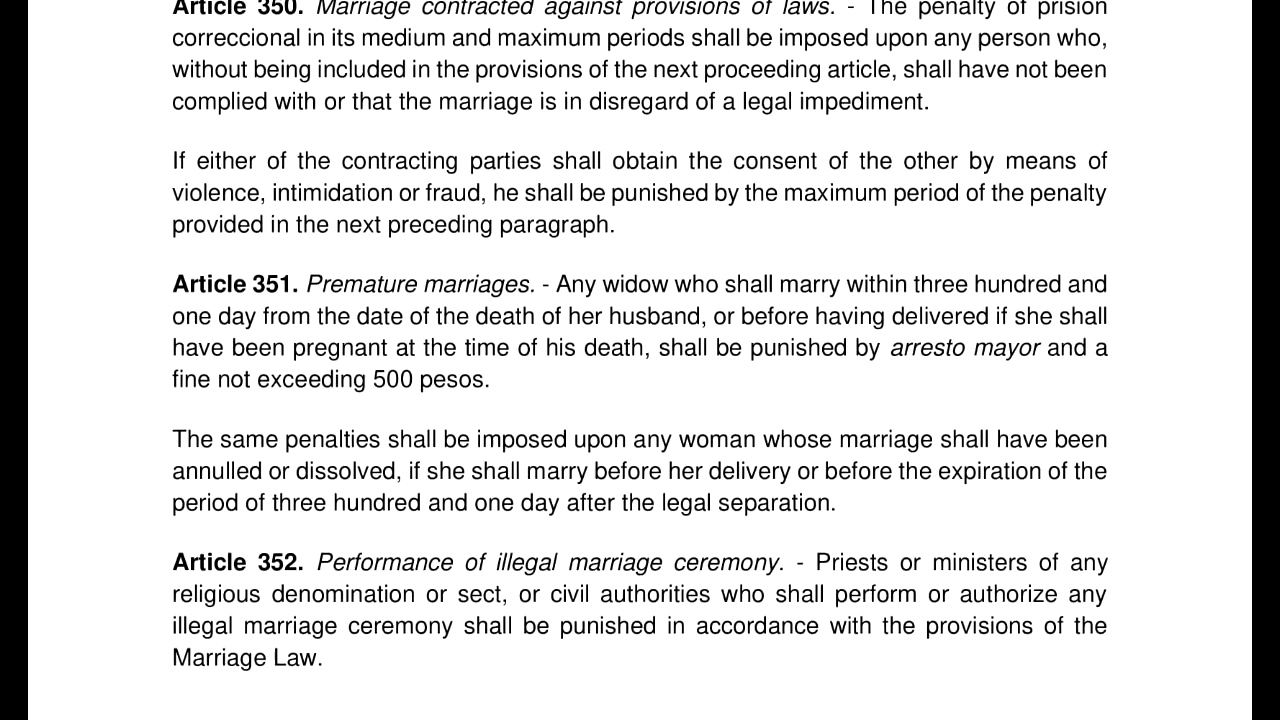 Article 350. Marriage contracted against provisions of laws. - The penalty of prision
correccional in its medium and maximum periods shall be imposed upon any person who,
without being included in the provisions of the next proceeding article, shall have not been
complied with or that the marriage is in disregard of a legal impediment.
If either of the contracting parties shall obtain the consent of the other by means of
violence, intimidation or fraud, he shall be punished by the maximum period of the penalty
provided in the next preceding paragraph.
Article 351. Premature marriages. - Any widow who shall marry within three hundred and
one day from the date of the death of her husband, or before having delivered if she shall
have been pregnant at the time of his death, shall be punished by arresto mayor and a
fine not exceeding 500 pesos.
The same penalties shall be imposed upon any woman whose marriage shall have been
annulled or dissolved, if she shall marry before her delivery or before the expiration of the
period of three hundred and one day after the legal separation.
Article 352. Performance of illegal marriage ceremony. - Priests or ministers of any
religious denomination or sect, or civil authorities who shall perform or authorize any
illegal marriage ceremony shall be punished in accordance with the provisions of the
Marriage Law.